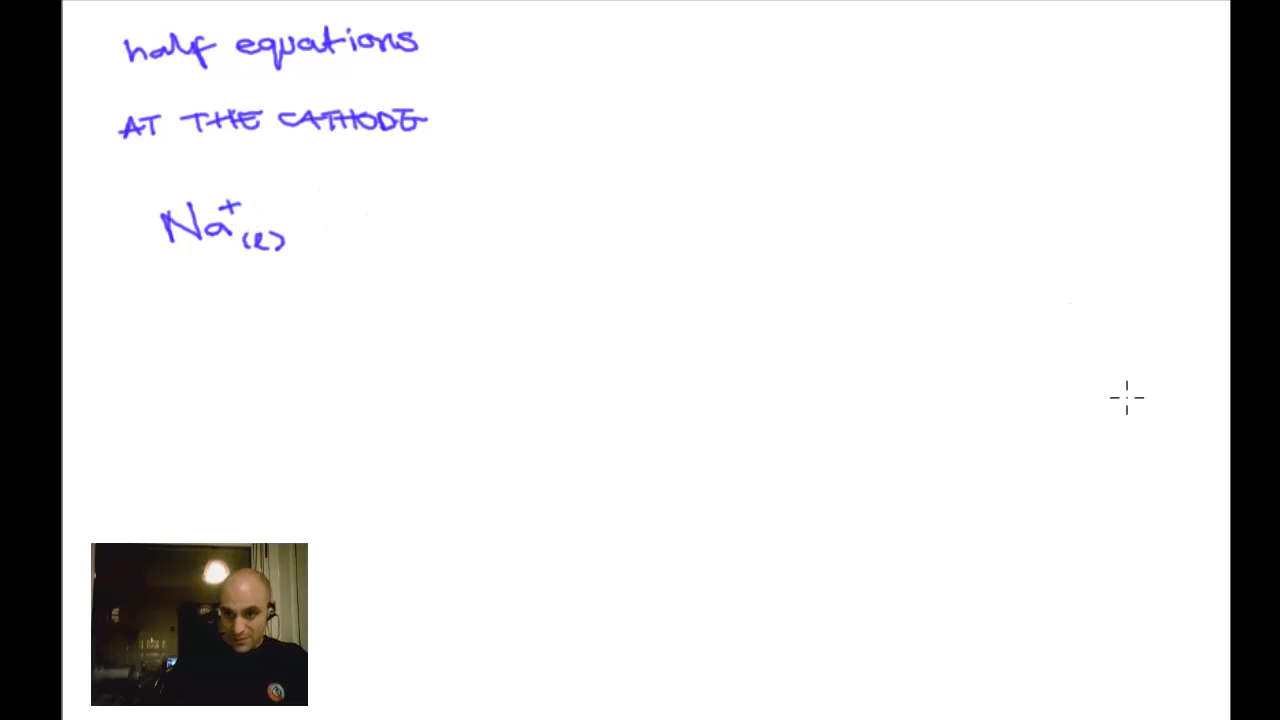 half equations
AT THE CATHODE
Na⁺(l)